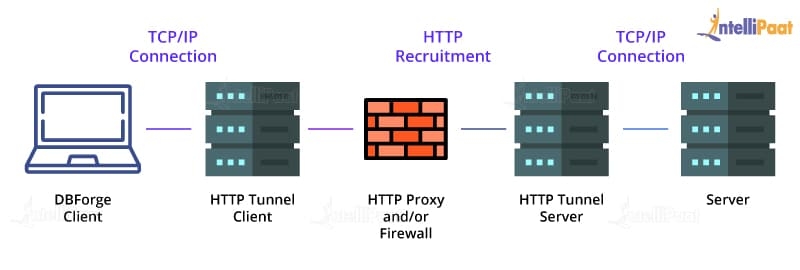 TCP/IP
Connection
HTTP
Recruitment
TCP/IP
Connection
IntelliPaat
DBForge
Client
HTTP Tunnel
Client
HTTP Proxy
and/or
Firewall
HTTP Tunnel
Server
Server